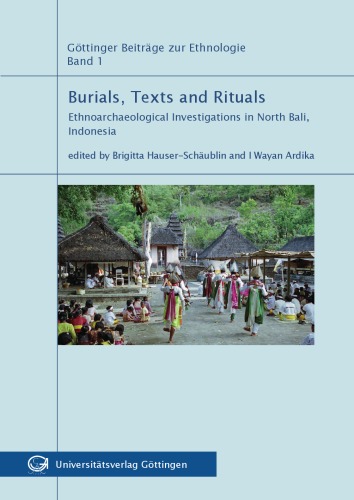 Göttinger Beiträge zur Ethnologie
Band 1
Burials, Texts and Rituals
Ethnoarchaeological Investigations in North Bali,
Indonesia
edited by Brigitta Hauser-Schäublin and I Wayan Ardika
Universitätsverlag Göttingen